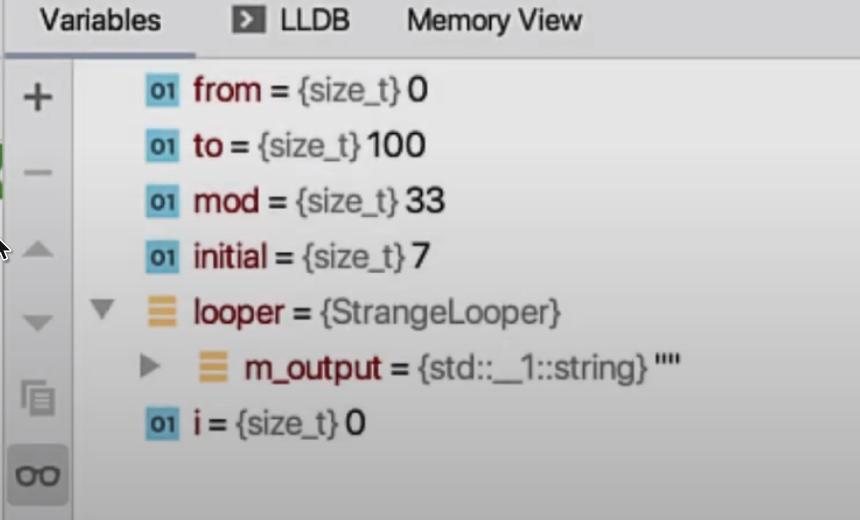 Variables LLDB Memory View
01 from = {size_t} 0
01 to = {size_t} 100
01 mod = {size_t} 33
01 initial = {size_t} 7
looper = {StrangeLooper}
m_output = {std::__1::string} ""
01 i = {size_t} 0